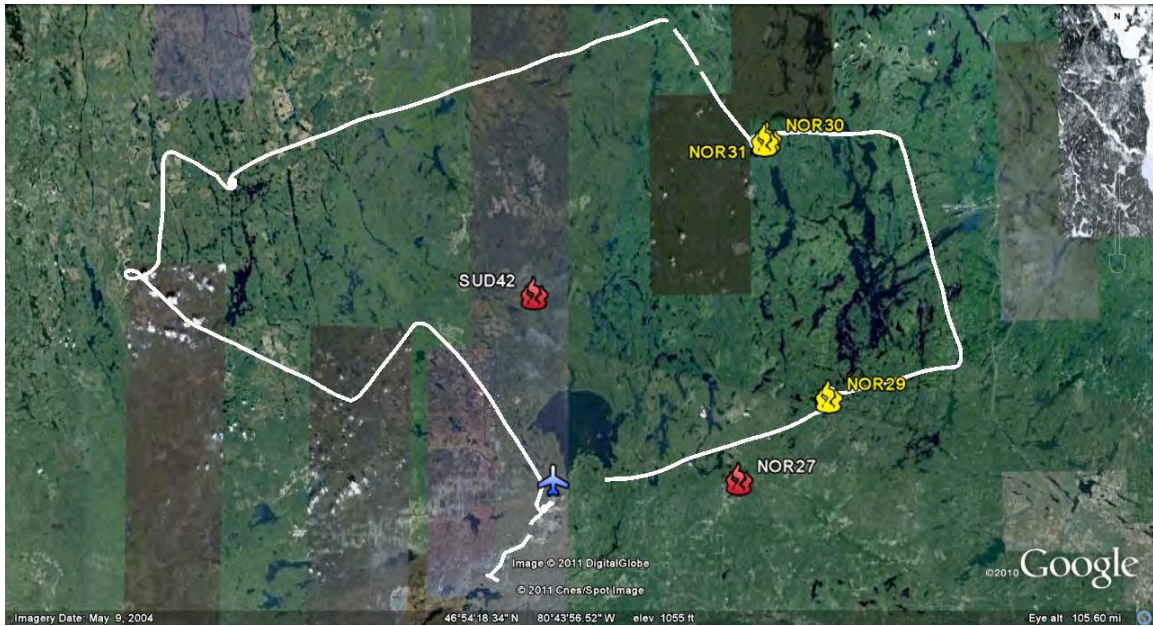 N
NOR30
NOR31
SUD42
NOR29
NOR27
Image © 2011 DigitalGlobe
© 2011 Cnes/Spot Image
©2010 Google
Imagery Date: May 9, 2004 46°54'18.34" N 80°43'56.52" W elev 1055 ft Eye alt 105.60 mi